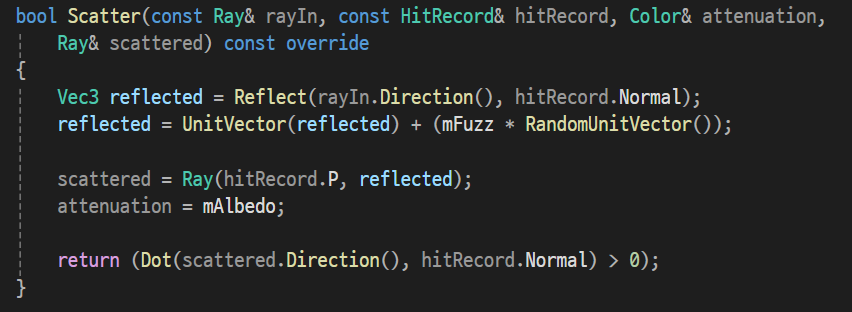 bool Scatter(const Ray& rayIn, const HitRecord& hitRecord, Color& attenuation,
Ray& scattered) const override
{
Vec3 reflected = Reflect(rayIn.Direction(), hitRecord.Normal);
reflected = UnitVector(reflected) + (mFuzz * RandomUnitVector());
scattered = Ray(hitRecord.P, reflected);
attenuation = mAlbedo;
return (Dot(scattered.Direction(), hitRecord.Normal) > 0);
}